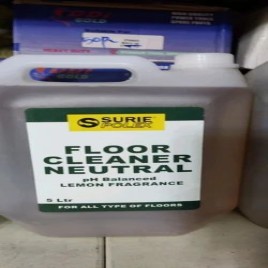 SURIE
POLEX
FLOOR
CLEANER
NEUTRAL
pH Balanced
LEMON FRAGRANCE
5 Ltr
FOR ALL TYPE OF FLOORS